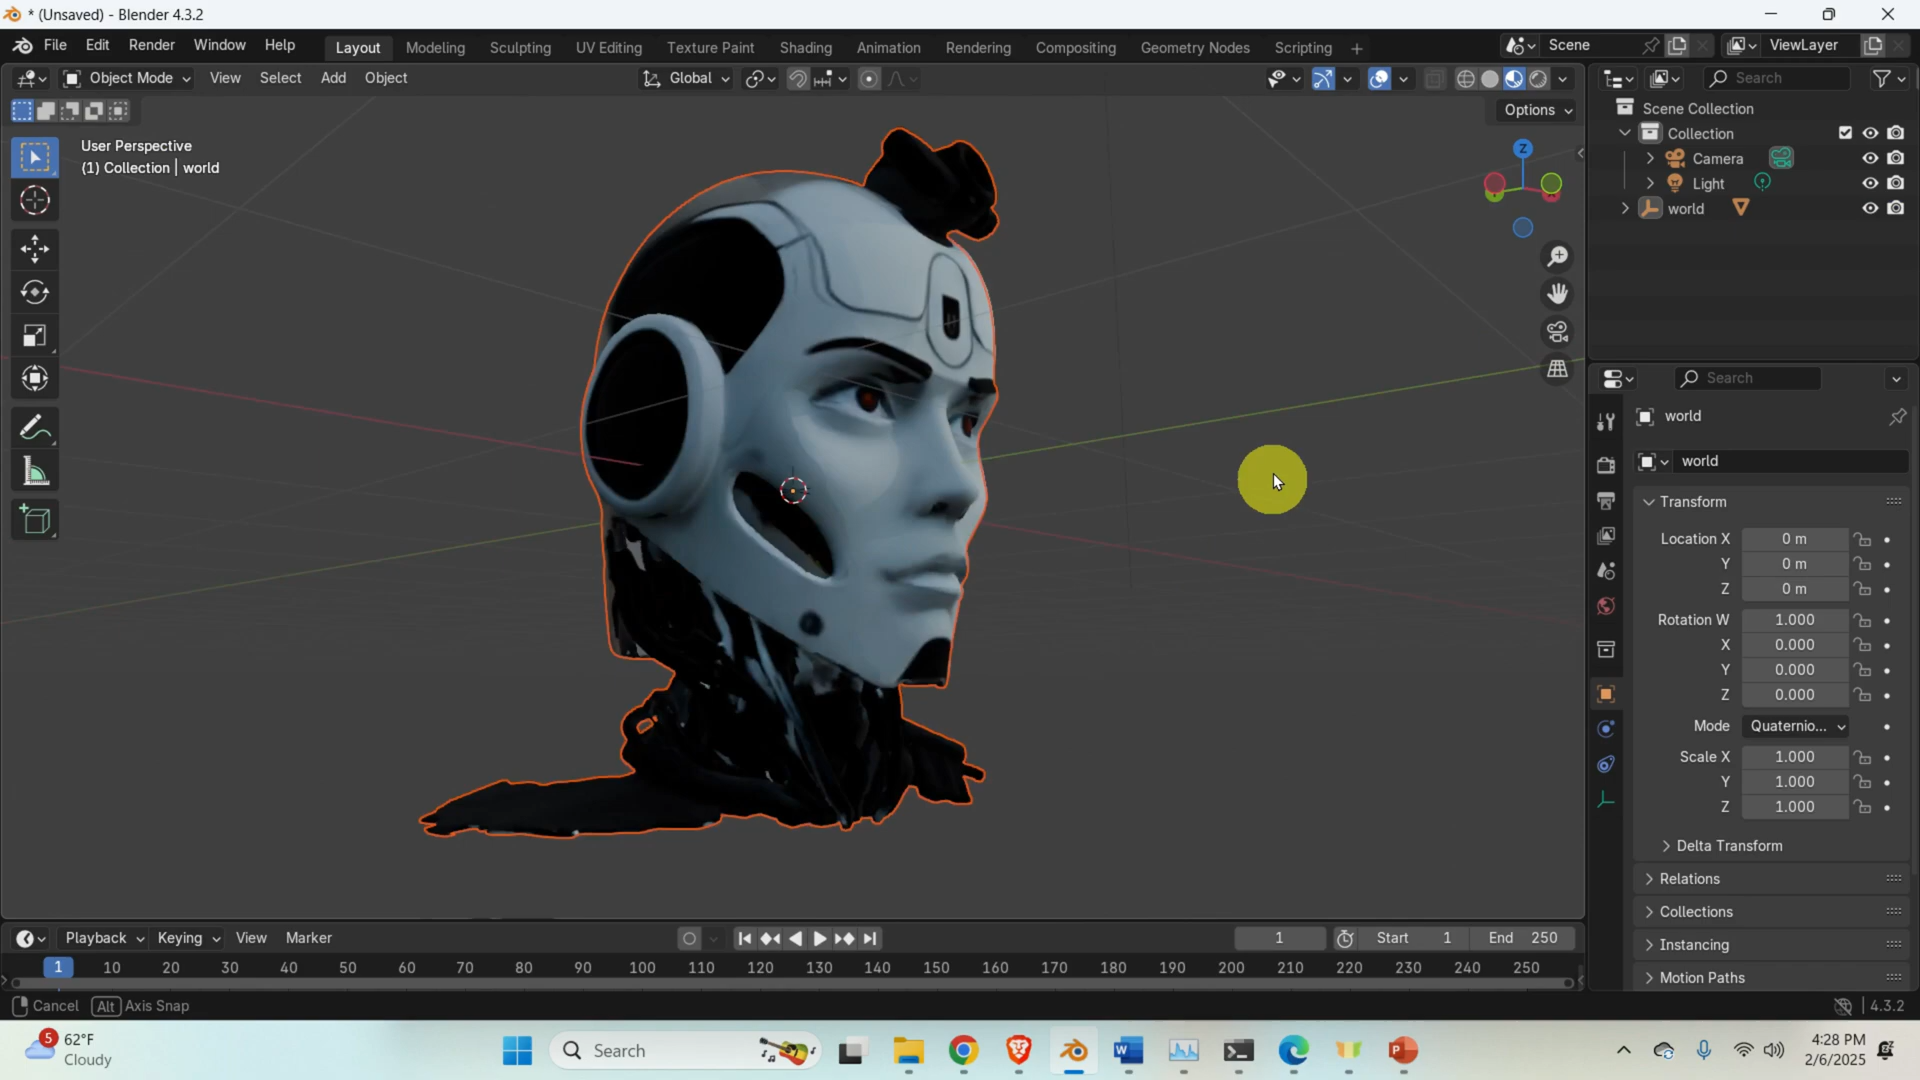 * (Unsaved) - Blender 4.3.2
File Edit Render Window Help Layout Modeling Sculpting UV Editing Texture Paint Shading Animation Rendering Compositing Geometry Nodes Scripting + Scene ViewLayer
Object Mode View Select Add Object Global Search
Options
User Perspective
(1) Collection | world
Z
Scene Collection
Collection
Camera
Light
world
Search
world
world
Transform
Location X 0 m
Y 0 m
Z 0 m
Rotation W 1.000
X 0.000
Y 0.000
Z 0.000
Mode Quaternio...
Scale X 1.000
Y 1.000
Z 1.000
Delta Transform
Relations
Collections
Instancing
Motion Paths
Playback Keying View Marker 1 Start 1 End 250
1 10 20 30 40 50 60 70 80 90 100 110 120 130 140 150 160 170 180 190 200 210 220 230 240 250
Cancel Alt Axis Snap 4.3.2
5 62°F
Cloudy
Search
4:28 PM
2/6/2025